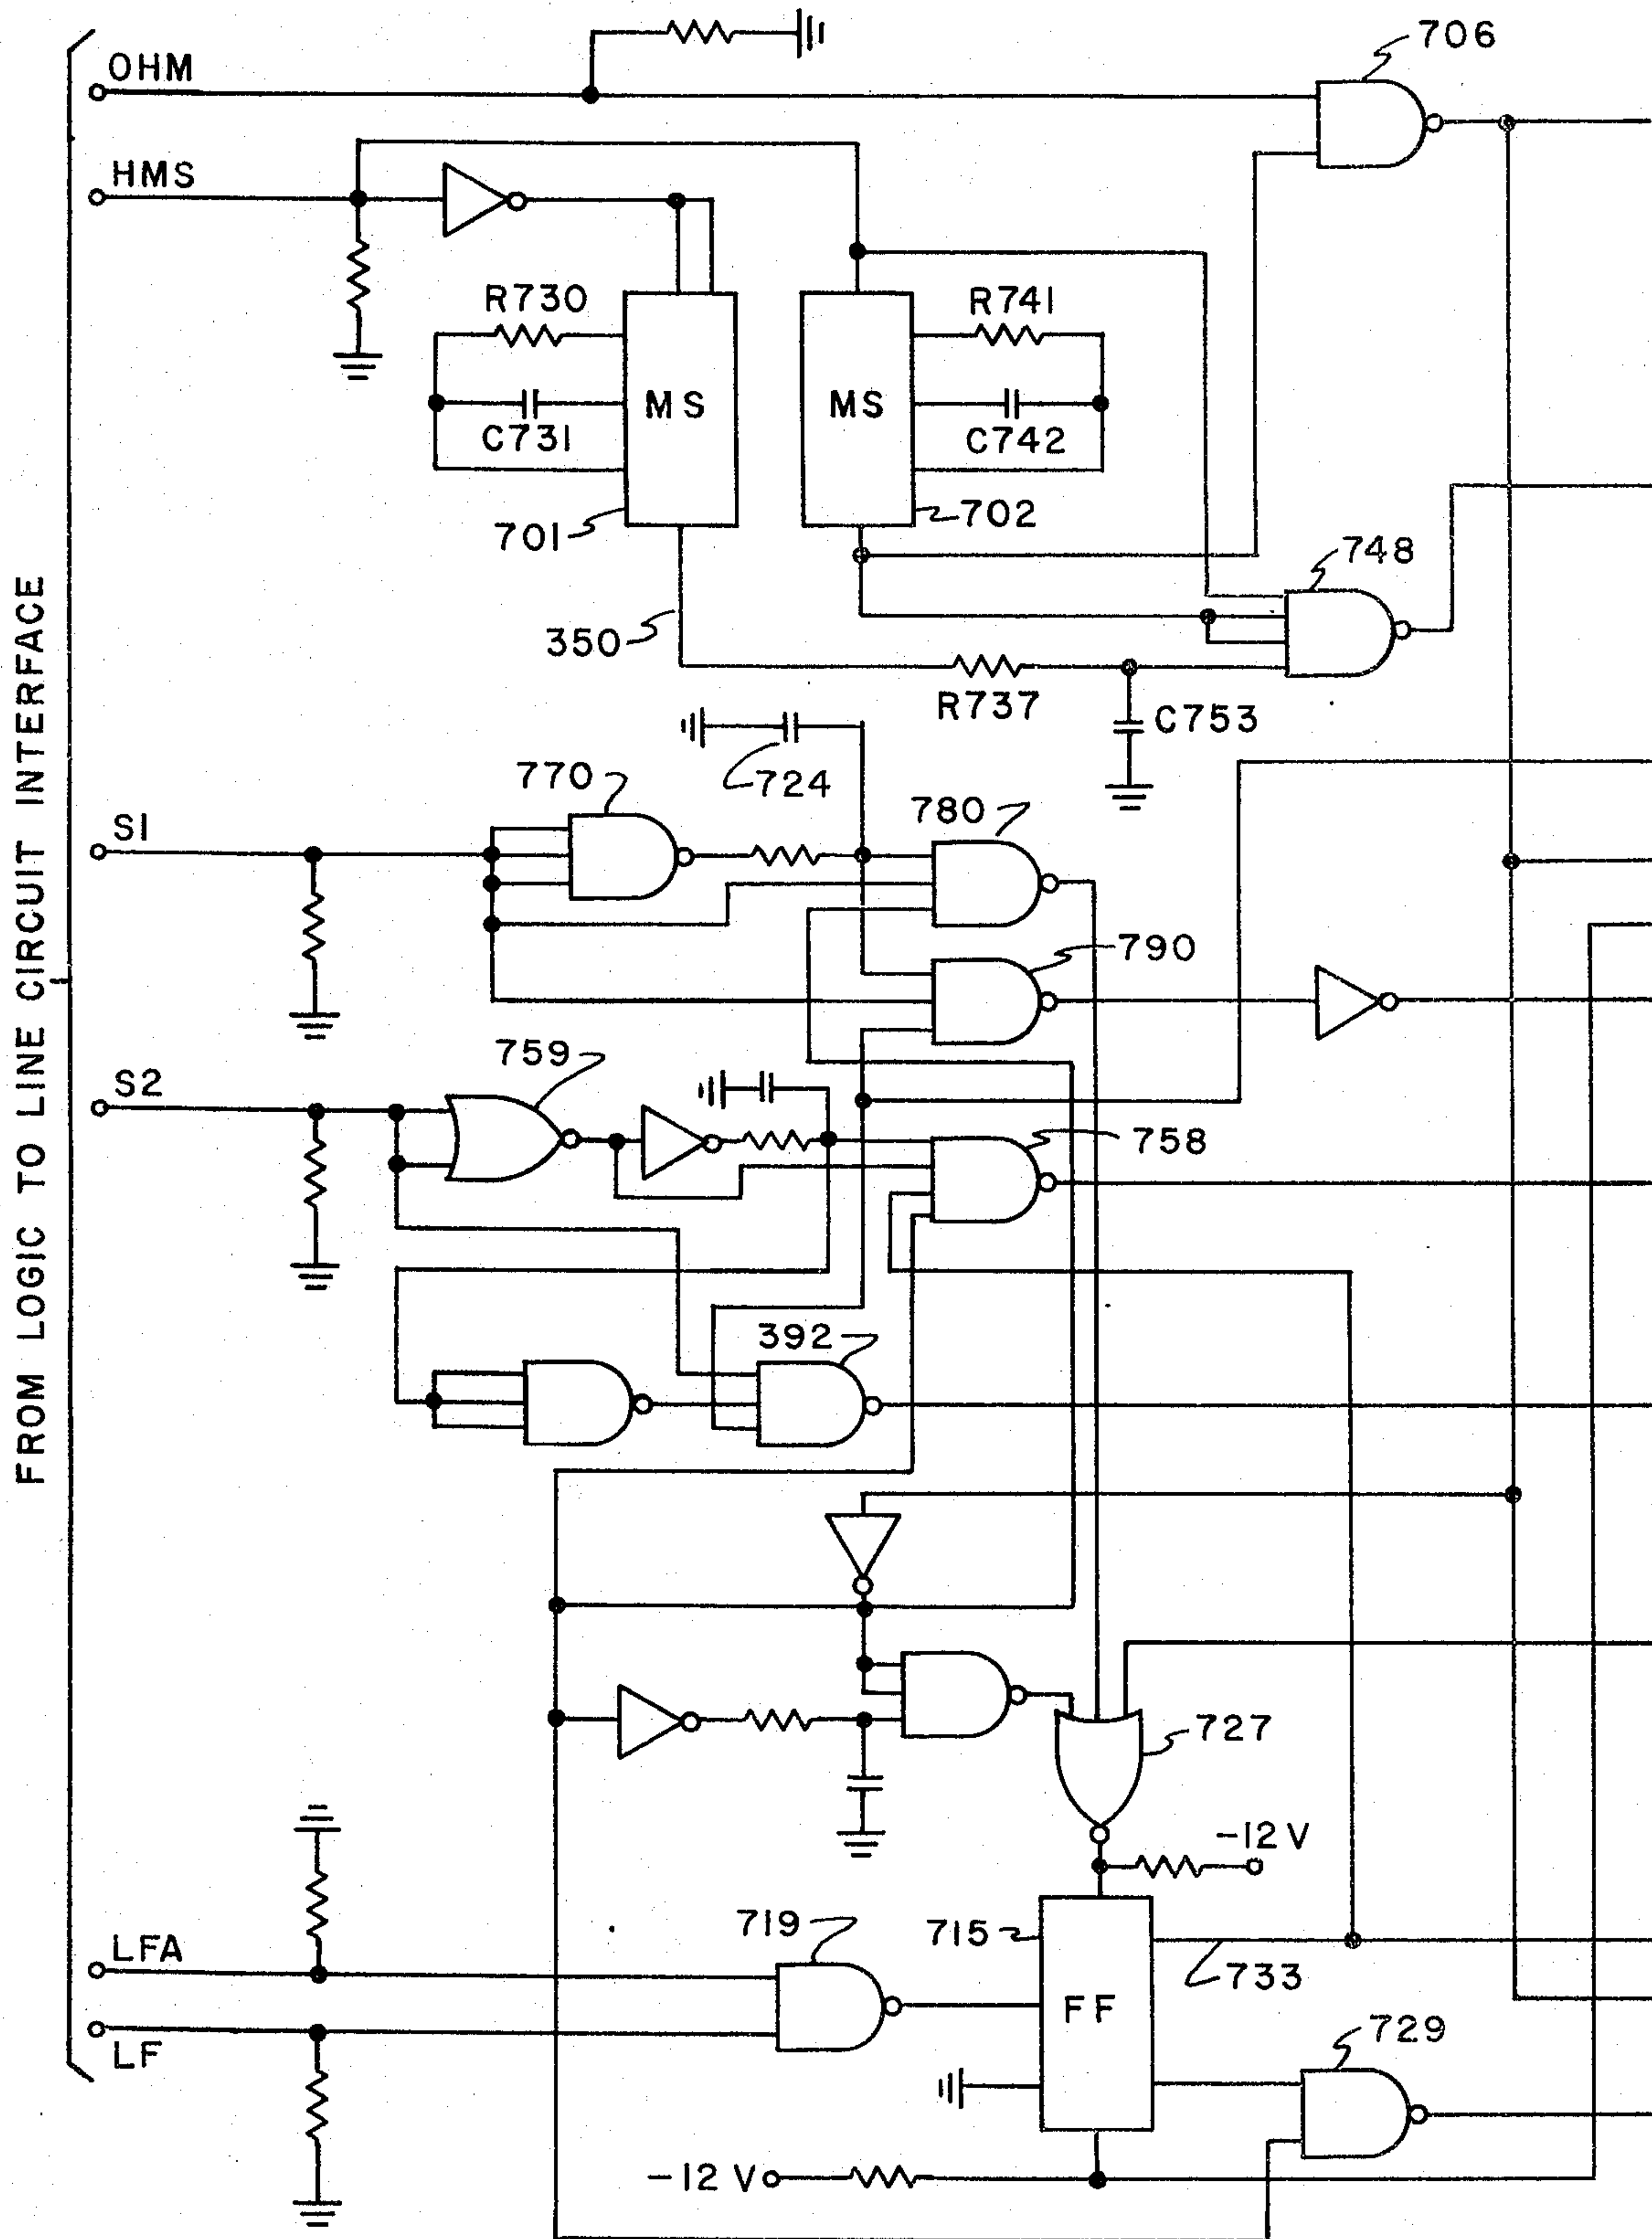 FROM LOGIC TO LINE CIRCUIT INTERFACE
OHM
706
HMS
R730
C731
MS
701
MS
R741
C742
702
748
350
R737
C753
724
770
780
S1
790
759
S2
758
392
727
-12 V
719
715
LFA
733
FF
LF
729
-12 V